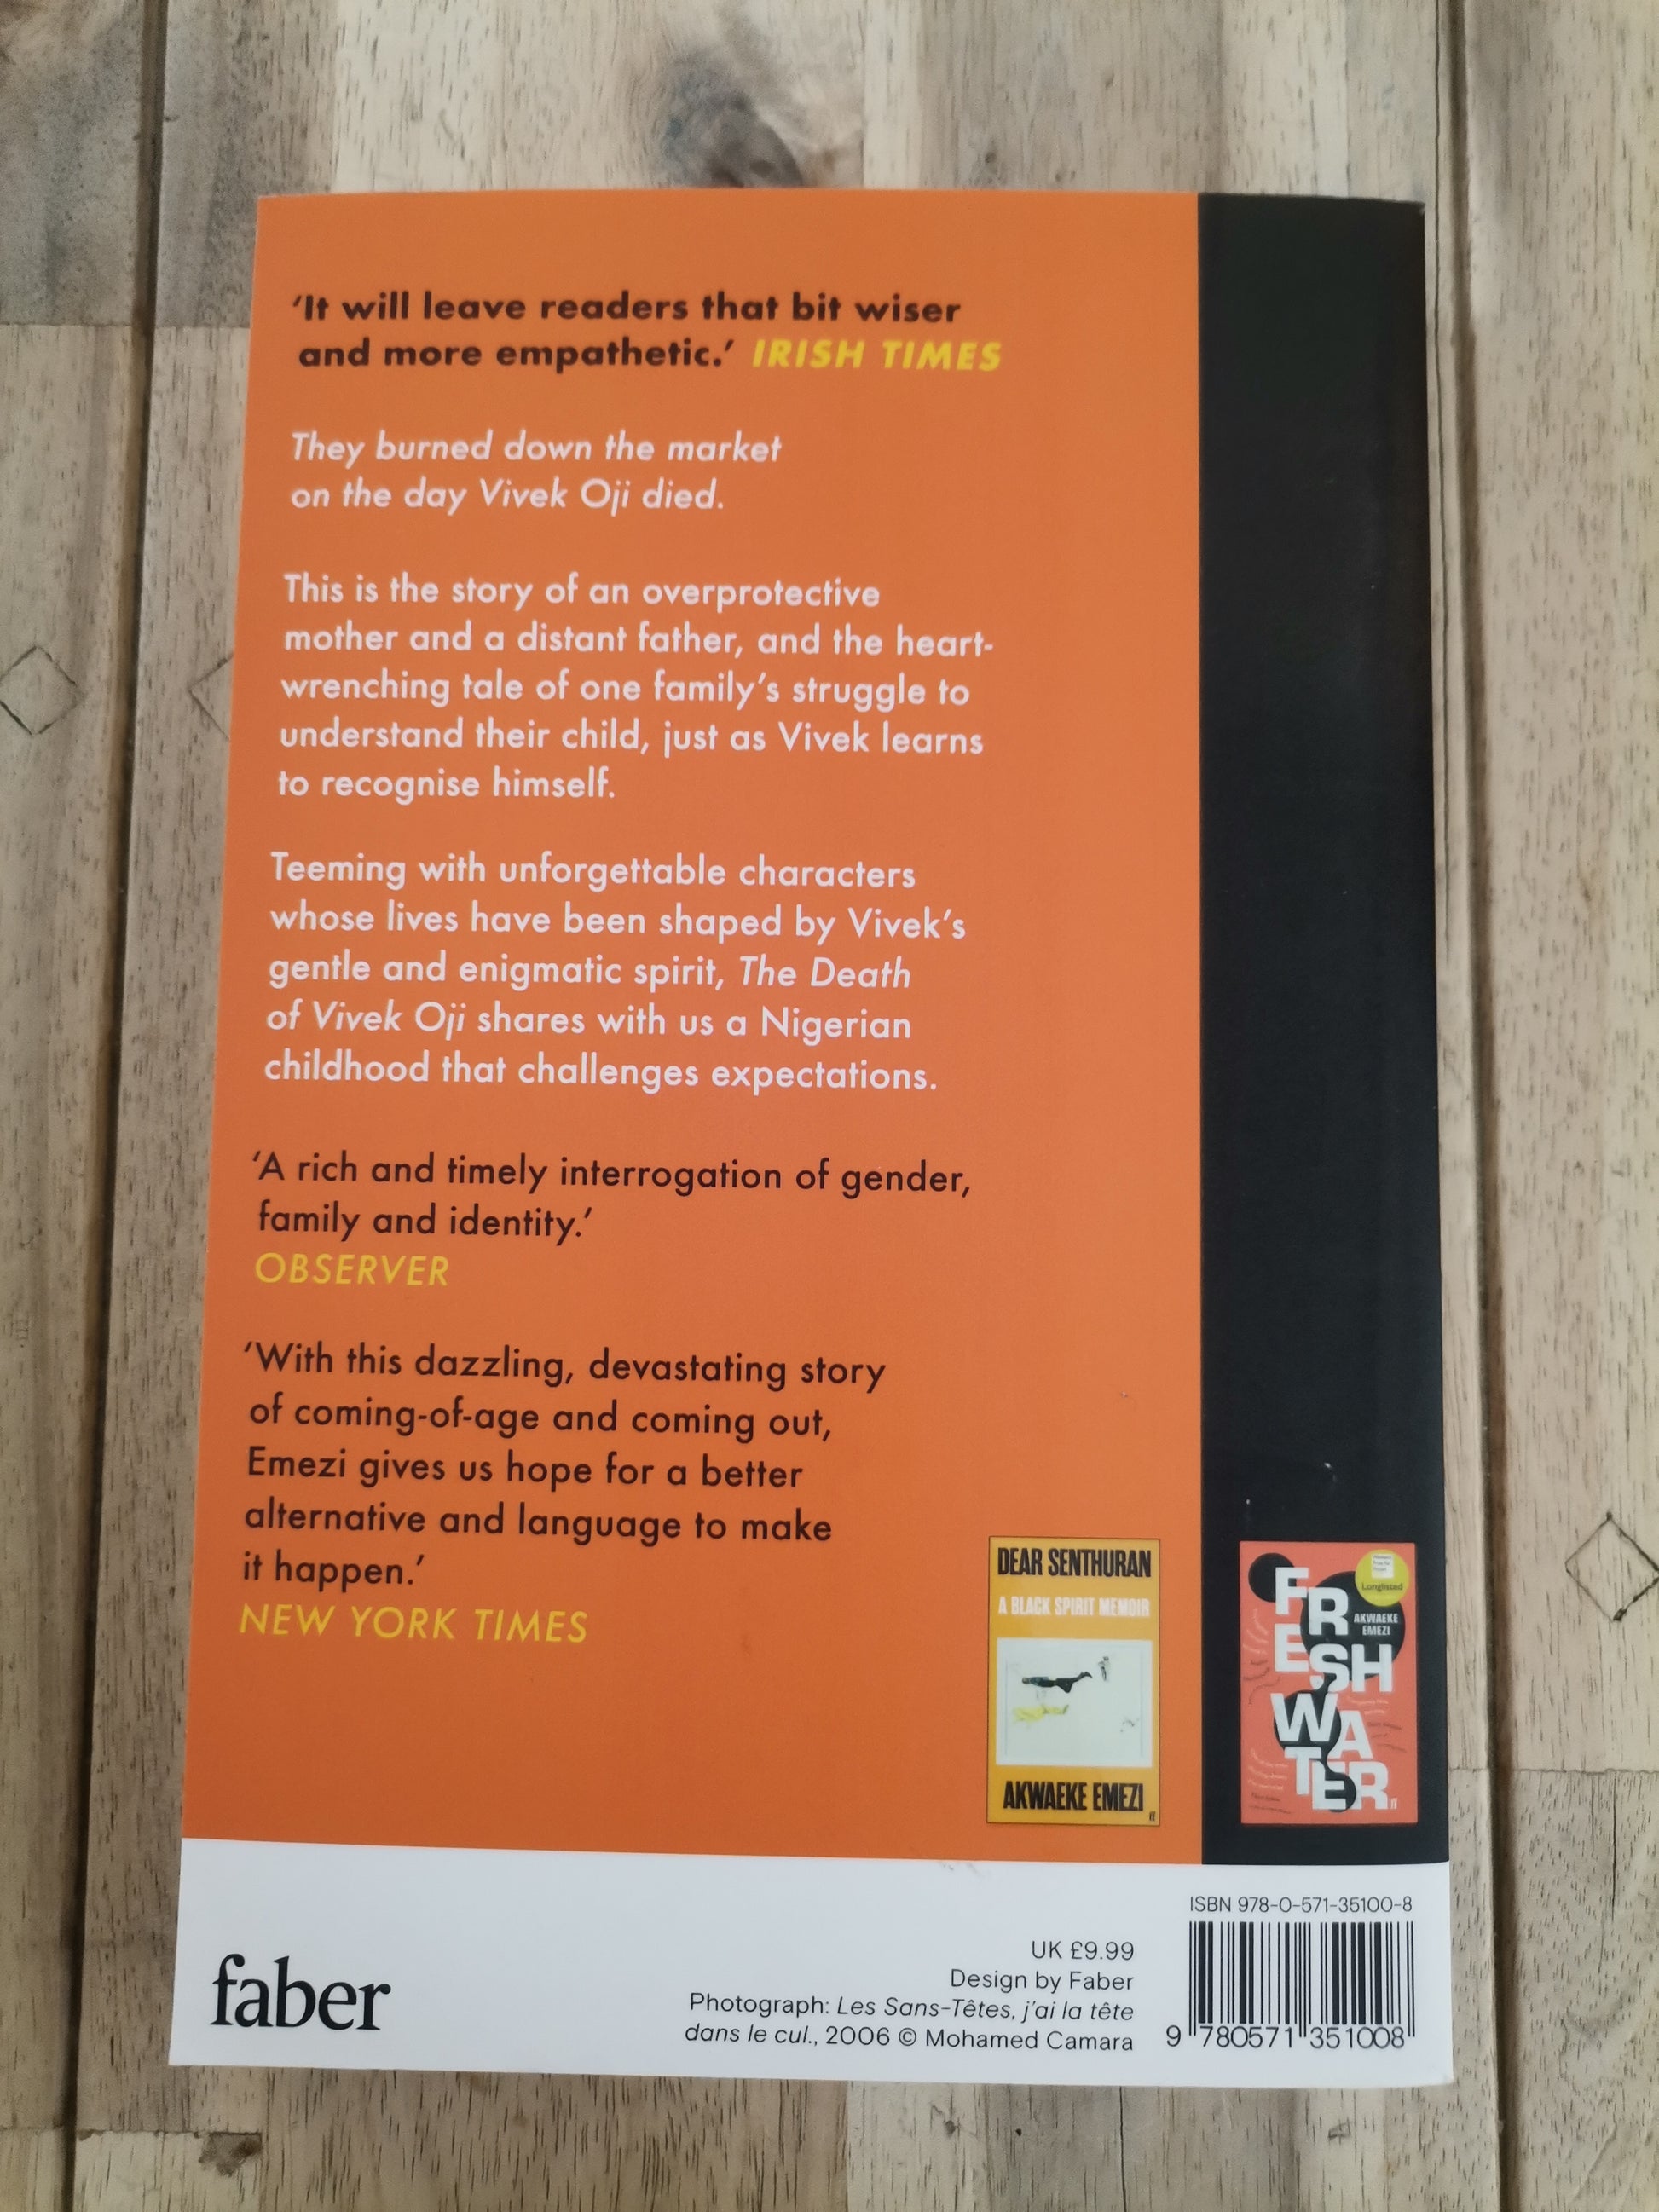 ‘It will leave readers that bit wiser
and more empathetic.’ IRISH TIMES
They burned down the market
on the day Vivek Oji died.
This is the story of an overprotective
mother and a distant father, and the heart-
wrenching tale of one family’s struggle to
understand their child, just as Vivek learns
to recognise himself.
Teeming with unforgettable characters
whose lives have been shaped by Vivek’s
gentle and enigmatic spirit, The Death
of Vivek Oji shares with us a Nigerian
childhood that challenges expectations.
‘A rich and timely interrogation of gender,
family and identity.’
OBSERVER
‘With this dazzling, devastating story
of coming-of-age and coming out,
Emezi gives us hope for a better
alternative and language to make
it happen.’
NEW YORK TIMES
DEAR SENTHURAN
A BLACK SPIRIT MEMOIR
AKWAEKE EMEZI
ff
Longlisted
AKWAEKE
EMEZI
FR
ESH
WA
TER
ff
faber
UK £9.99
Design by Faber
Photograph: Les Sans-Têtes, j’ai la tête
dans le cul., 2006 © Mohamed Camara
ISBN 978-0-571-35100-8
9 780571 351008